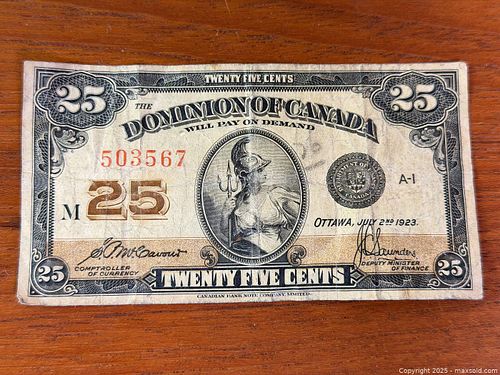 TWENTY FIVE CENTS
25 25
THE
DOMINION OF CANADA
WILL PAY ON DEMAND
503567
A-1
M 25
OTTAWA, JULY 2ND 1923.
COMPTROLLER
OF CURRENCY
DEPUTY MINISTER
OF FINANCE
25 TWENTY FIVE CENTS 25
CANADIAN BANK NOTE COMPANY, LIMITED.
Copyright © 2025 - maxsold.com